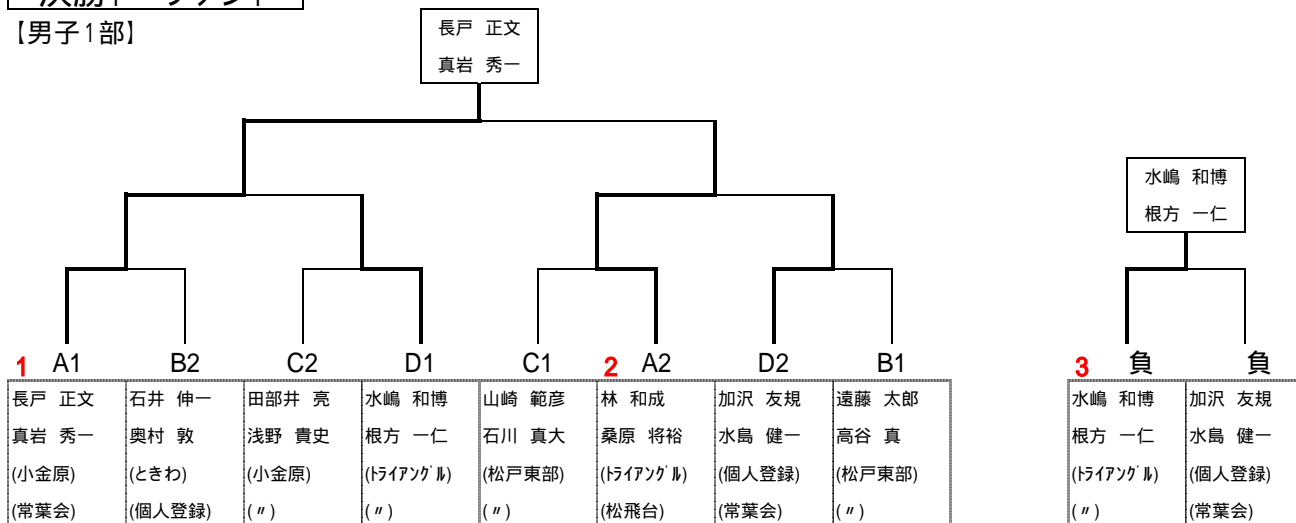 【男子1部】
長戸 正文
真岩 秀一
水嶋 和博
根方 一仁
1 A1 B2 C2 D1 C1 2 A2 D2 B1 3 負 負
長戸 正文 石井 伸一 田部井 亮 水嶋 和博 山崎 範彦 林 和成 加沢 友規 遠藤 太郎 水嶋 和博 加沢 友規
真岩 秀一 奥村 敦 浅野 貴史 根方 一仁 石川 真大 桑原 将裕 水島 健一 高谷 真 根方 一仁 水島 健一
(小金原) (ときわ) (小金原) (ﾄﾗｲｱﾝｸﾞﾙ) (松戸東部) (ﾄﾗｲｱﾝｸﾞﾙ) (個人登録) (松戸東部) (ﾄﾗｲｱﾝｸﾞﾙ) (個人登録)
(常葉会) (個人登録) (〃) (〃) (〃) (松飛台) (常葉会) (〃) (〃) (常葉会)